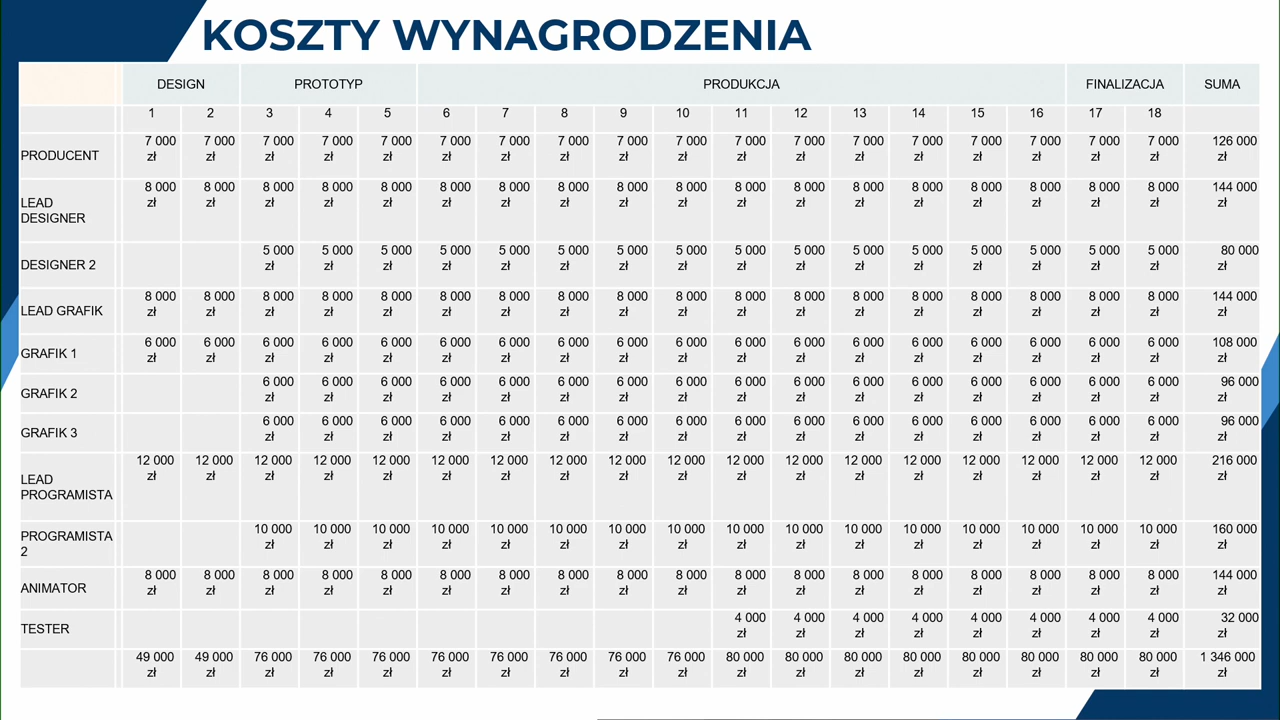 KOSZTY WYNAGRODZENIA
DESIGN PROTOTYP PRODUKCJA FINALIZACJA SUMA
1 2 3 4 5 6 7 8 9 10 11 12 13 14 15 16 17 18
PRODUCENT 7 000 zł 7 000 zł 7 000 zł 7 000 zł 7 000 zł 7 000 zł 7 000 zł 7 000 zł 7 000 zł 7 000 zł 7 000 zł 7 000 zł 7 000 zł 7 000 zł 7 000 zł 7 000 zł 7 000 zł 7 000 zł 126 000 zł
LEAD DESIGNER 8 000 zł 8 000 zł 8 000 zł 8 000 zł 8 000 zł 8 000 zł 8 000 zł 8 000 zł 8 000 zł 8 000 zł 8 000 zł 8 000 zł 8 000 zł 8 000 zł 8 000 zł 8 000 zł 8 000 zł 8 000 zł 144 000 zł
DESIGNER 2 5 000 zł 5 000 zł 5 000 zł 5 000 zł 5 000 zł 5 000 zł 5 000 zł 5 000 zł 5 000 zł 5 000 zł 5 000 zł 5 000 zł 5 000 zł 5 000 zł 5 000 zł 5 000 zł 80 000 zł
LEAD GRAFIK 8 000 zł 8 000 zł 8 000 zł 8 000 zł 8 000 zł 8 000 zł 8 000 zł 8 000 zł 8 000 zł 8 000 zł 8 000 zł 8 000 zł 8 000 zł 8 000 zł 8 000 zł 8 000 zł 8 000 zł 8 000 zł 144 000 zł
GRAFIK 1 6 000 zł 6 000 zł 6 000 zł 6 000 zł 6 000 zł 6 000 zł 6 000 zł 6 000 zł 6 000 zł 6 000 zł 6 000 zł 6 000 zł 6 000 zł 6 000 zł 6 000 zł 6 000 zł 6 000 zł 6 000 zł 108 000 zł
GRAFIK 2 6 000 zł 6 000 zł 6 000 zł 6 000 zł 6 000 zł 6 000 zł 6 000 zł 6 000 zł 6 000 zł 6 000 zł 6 000 zł 6 000 zł 6 000 zł 6 000 zł 6 000 zł 6 000 zł 96 000 zł
GRAFIK 3 6 000 zł 6 000 zł 6 000 zł 6 000 zł 6 000 zł 6 000 zł 6 000 zł 6 000 zł 6 000 zł 6 000 zł 6 000 zł 6 000 zł 6 000 zł 6 000 zł 6 000 zł 6 000 zł 96 000 zł
LEAD PROGRAMISTA 12 000 zł 12 000 zł 12 000 zł 12 000 zł 12 000 zł 12 000 zł 12 000 zł 12 000 zł 12 000 zł 12 000 zł 12 000 zł 12 000 zł 12 000 zł 12 000 zł 12 000 zł 12 000 zł 12 000 zł 12 000 zł 216 000 zł
PROGRAMISTA 2 10 000 zł 10 000 zł 10 000 zł 10 000 zł 10 000 zł 10 000 zł 10 000 zł 10 000 zł 10 000 zł 10 000 zł 10 000 zł 10 000 zł 10 000 zł 10 000 zł 10 000 zł 10 000 zł 160 000 zł
ANIMATOR 8 000 zł 8 000 zł 8 000 zł 8 000 zł 8 000 zł 8 000 zł 8 000 zł 8 000 zł 8 000 zł 8 000 zł 8 000 zł 8 000 zł 8 000 zł 8 000 zł 8 000 zł 8 000 zł 8 000 zł 8 000 zł 144 000 zł
TESTER 4 000 zł 4 000 zł 4 000 zł 4 000 zł 4 000 zł 4 000 zł 4 000 zł 4 000 zł 32 000 zł
49 000 zł 49 000 zł 76 000 zł 76 000 zł 76 000 zł 76 000 zł 76 000 zł 76 000 zł 76 000 zł 76 000 zł 80 000 zł 80 000 zł 80 000 zł 80 000 zł 80 000 zł 80 000 zł 80 000 zł 80 000 zł 1 346 000 zł